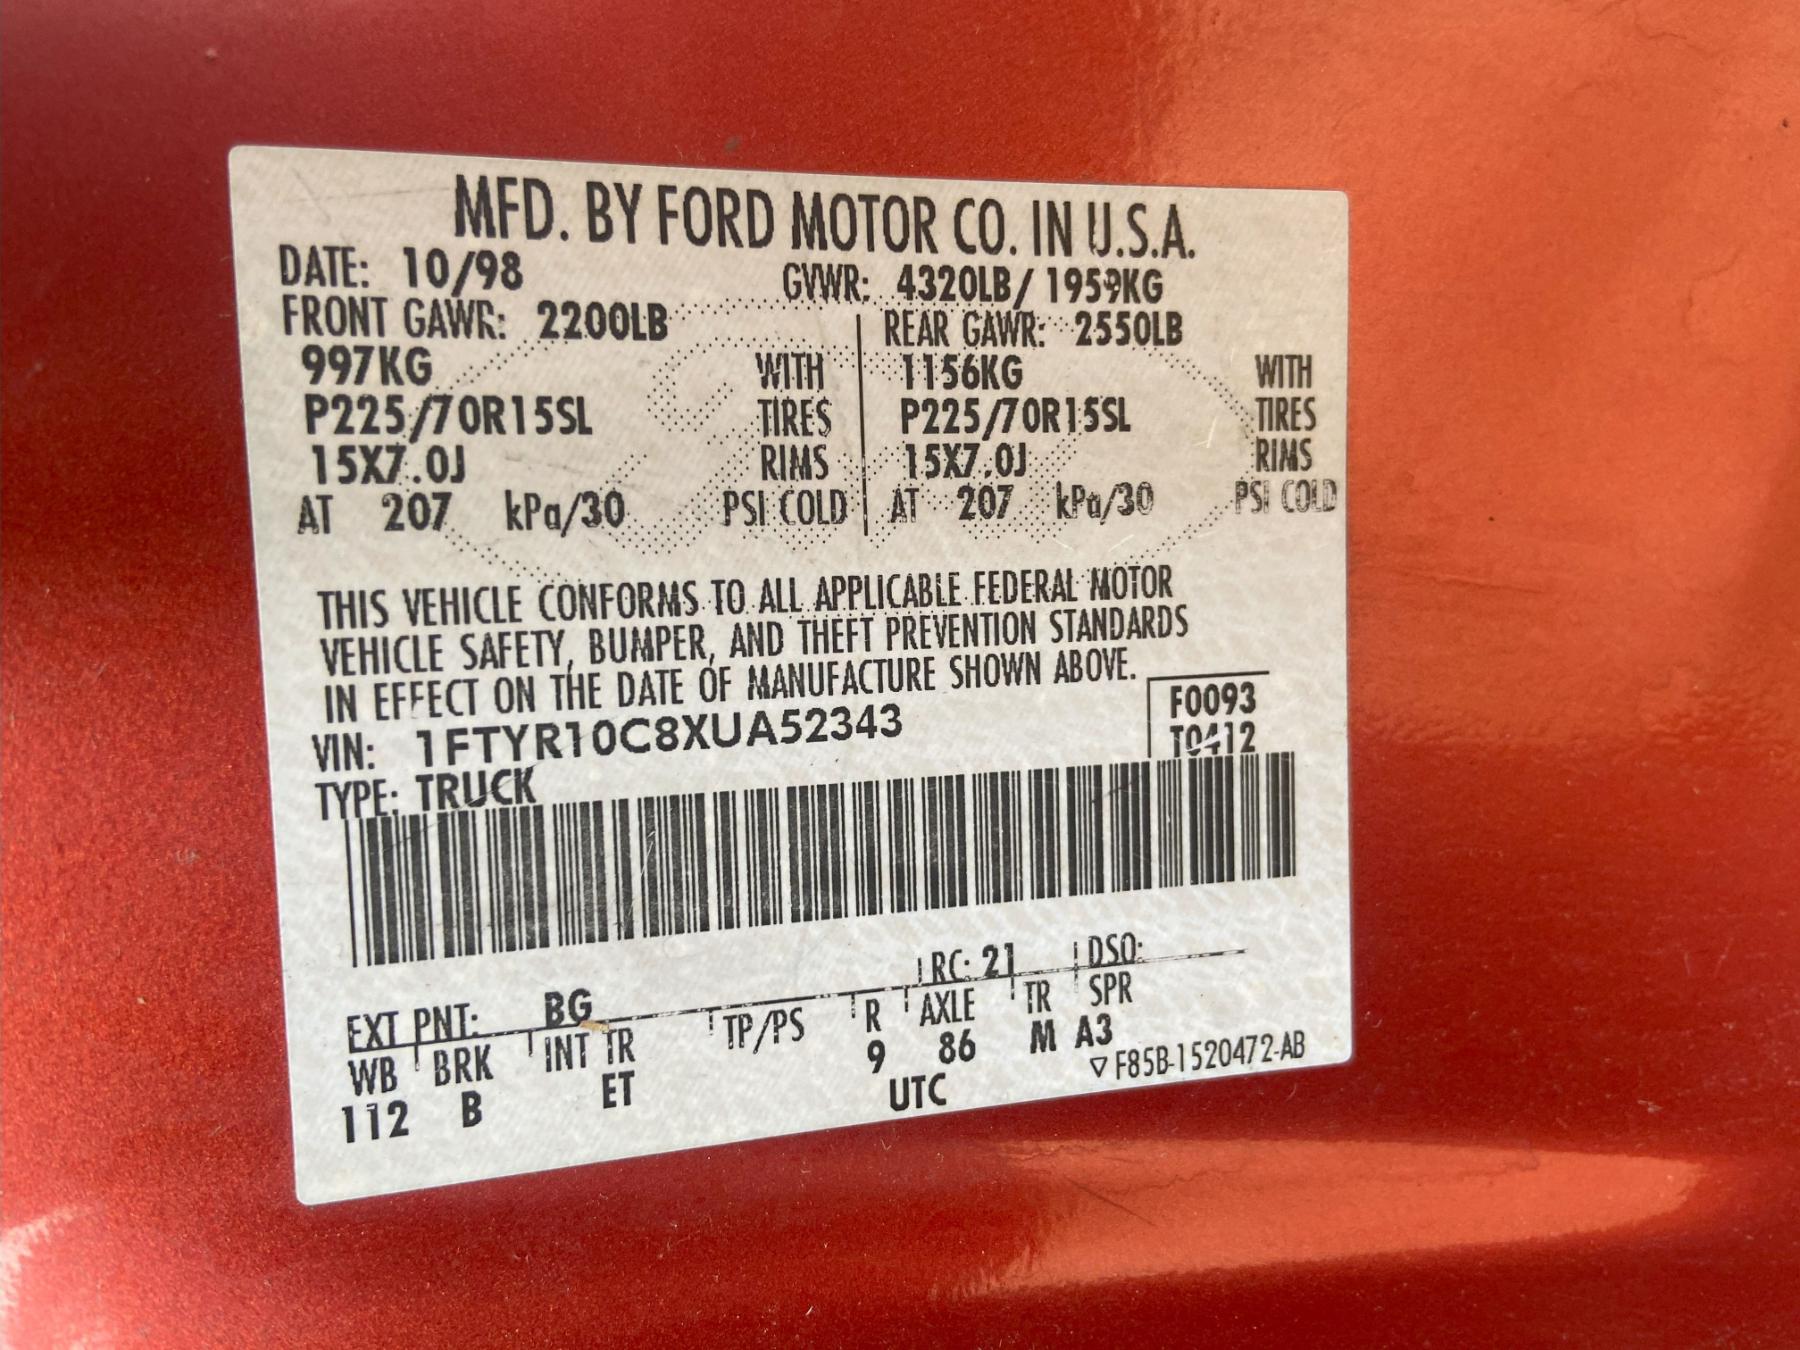 MFD. BY FORD MOTOR CO. IN U.S.A.
DATE: 10/98 GVWR: 4320LB/ 1959KG
FRONT GAWR: 2200LB REAR GAWR: 2550LB
997KG WITH 1156KG WITH
P225/70R15SL TIRES P225/70R15SL TIRES
15X7.0J RIMS 15X7.0J RIMS
AT 207 kPa/30 PSI COLD AT 207 kPa/30 PSI COLD
THIS VEHICLE CONFORMS TO ALL APPLICABLE FEDERAL MOTOR
VEHICLE SAFETY, BUMPER, AND THEFT PREVENTION STANDARDS
IN EFFECT ON THE DATE OF MANUFACTURE SHOWN ABOVE.
F0093
VIN: 1FTYR10C8XUA52343 T0412
TYPE: TRUCK
EXT PNT: BG RC: 21 DSO:
WB BRK INT TR TP/PS R AXLE TR SPR
112 B ET 9 86 M A3
UTC ▽ F85B-1520472-AB